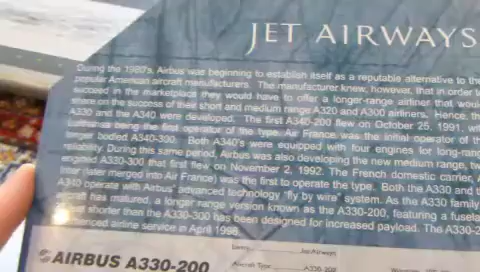 JET AIRWAYS
During the 1980's, Airbus was beginning to establish itself as a reputable alternative to the
popular American aircraft manufacturers. The manufacturer knew, however, that in order to
succeed in the marketplace they would have to offer a longer-range airliner that would
share on the success of their short and medium range A320 and A300 airliners. Hence, the
A330 and the A340 were developed. The first A340-200 flew on October 25, 1991, with
the first operator of the type. Air France was the initial operator of the
bodied A340-300. Both A340's were equipped with four engines for long-range
reliability. During this same period, Airbus was also developing the new medium range, twin
engined A330-300 that first flew on November 2, 1992. The French domestic carrier, Air
Inter (later merged into Air France) was the first to operate the type. Both the A330 and the
A340 operate with Airbus' advanced technology "fly by wire" system. As the A330 family
has matured, a longer range version known as the A330-200, featuring a fuselage
shorter than the A330-300 has been designed for increased payload. The A330-200
airline service in April 1998.
AIRBUS A330-200
Livery Jet Airways
Aircraft Type A330-200